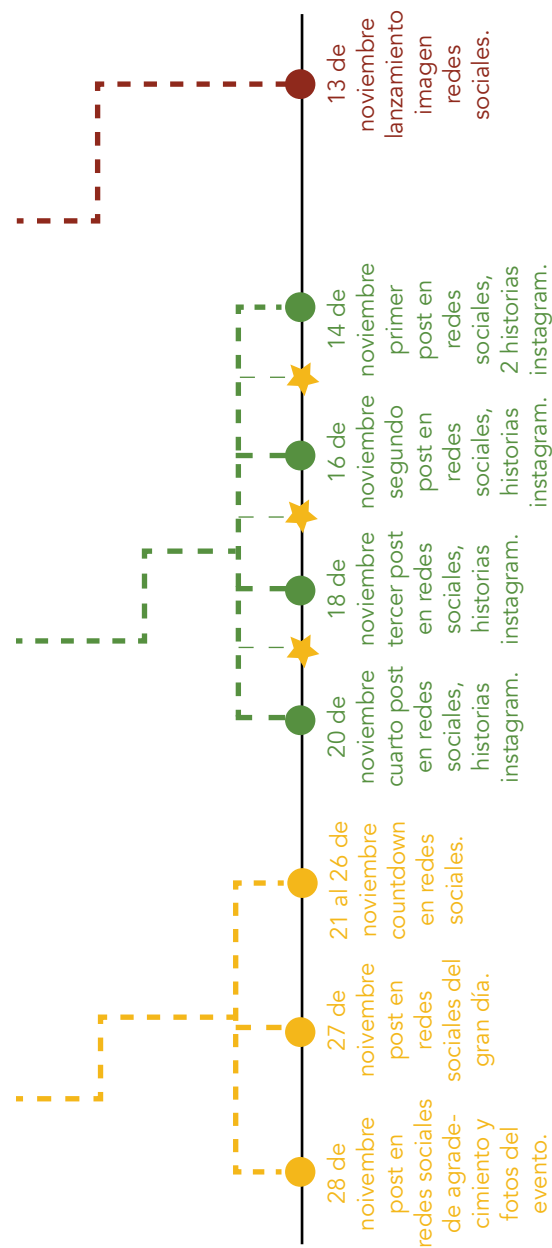 28 de
noivembre
post en
redes sociales
de agrade-
cimiento y
fotos del
evento.
27 de
noivembre
post en
redes
sociales del
gran día.
21 al 26 de
noviembre
countdown
en redes
sociales.
20 de
noviembre
cuarto post
en redes
sociales,
historias
instagram.
18 de
noviembre
tercer post
en redes
sociales,
historias
instagram.
16 de
noviembre
segundo
post en
redes
sociales,
historias
instagram.
14 de
noviembre
primer
post en
redes
sociales,
2 historias
instagram.
13 de
noviembre
lanzamiento
imagen
redes
sociales.